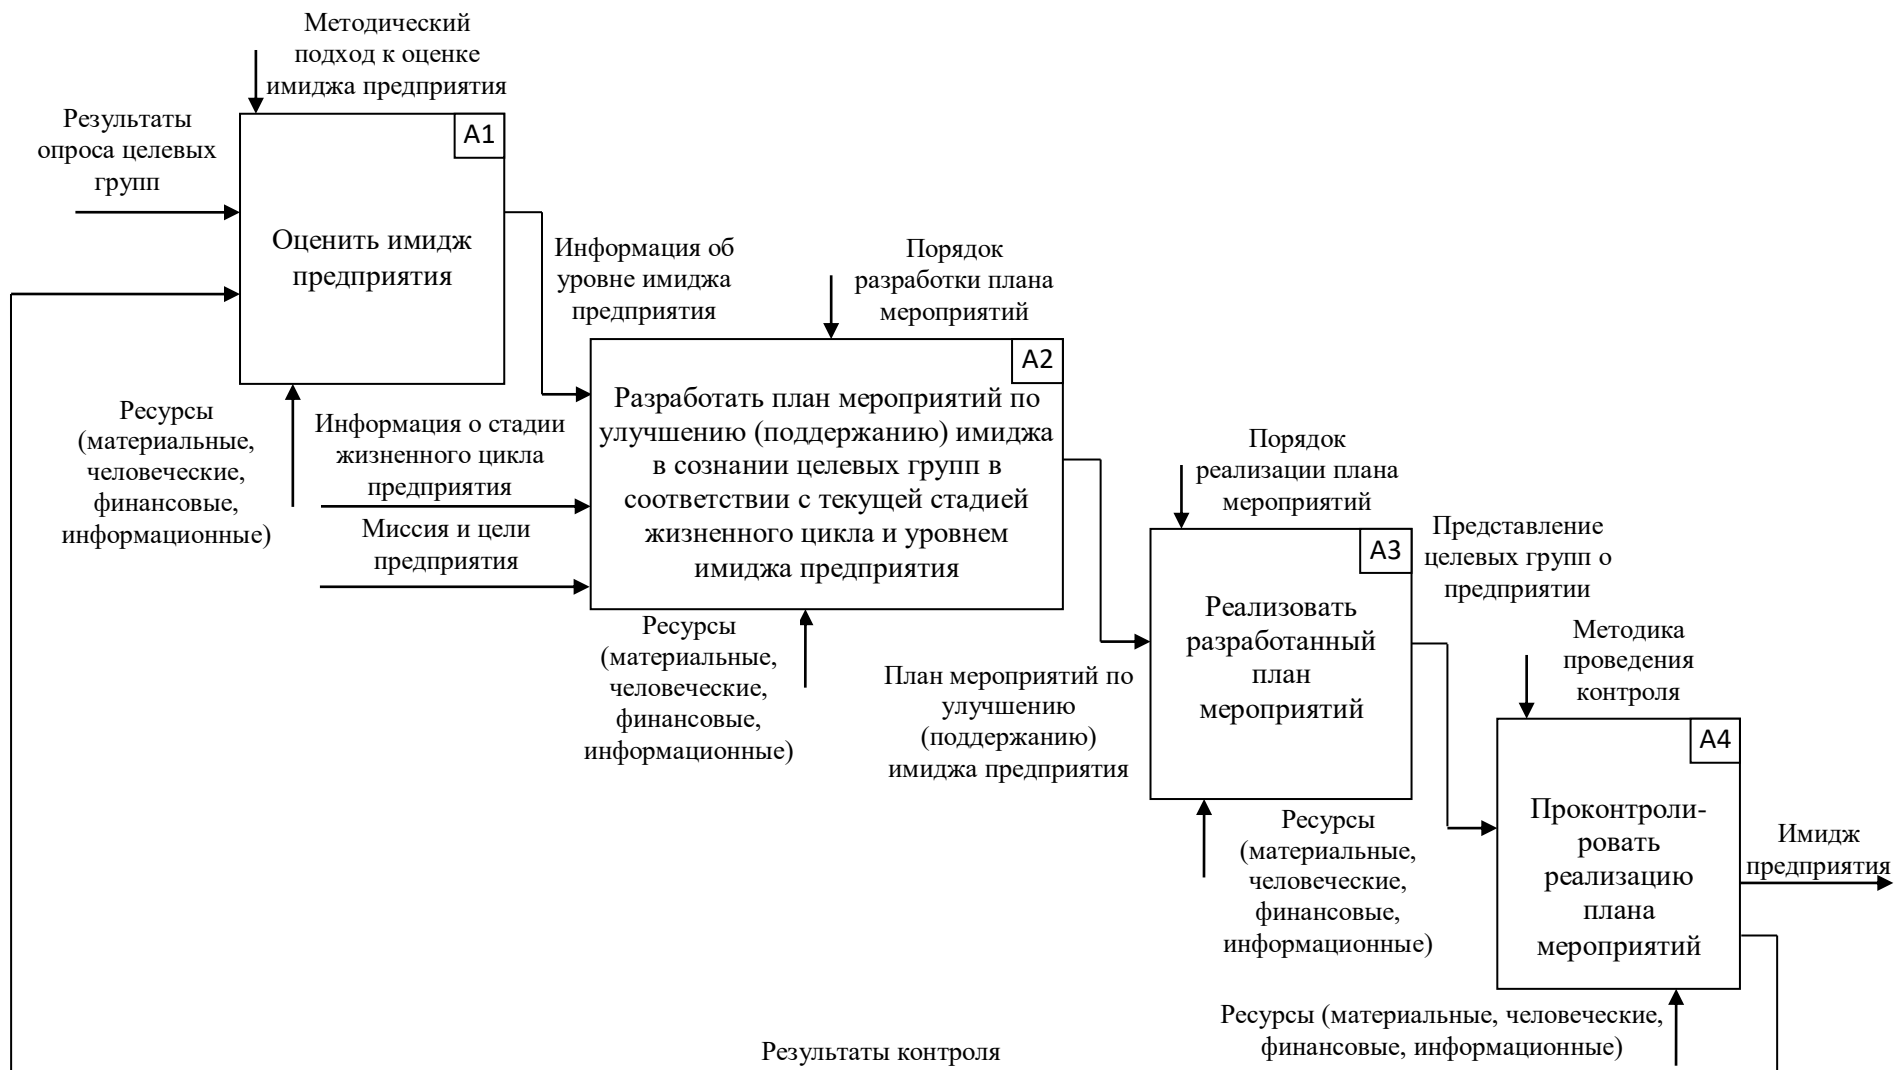 Методический
подход к оценке
имиджа предприятия
Результаты
опроса целевых
групп
А1
Оценить имидж
предприятия
Информация об
уровне имиджа
предприятия
Порядок
разработки плана
мероприятий
Ресурсы
(материальные,
человеческие,
финансовые,
информационные)
Информация о стадии
жизненного цикла
предприятия
Миссия и цели
предприятия
А2
Разработать план мероприятий по
улучшению (поддержанию) имиджа
в сознании целевых групп в
соответствии с текущей стадией
жизненного цикла и уровнем
имиджа предприятия
Ресурсы
(материальные,
человеческие,
финансовые,
информационные)
План мероприятий по
улучшению
(поддержанию)
имиджа предприятия
Порядок
реализации плана
мероприятий
А3
Реализовать
разработанный
план
мероприятий
Представление
целевых групп о
предприятии
Ресурсы
(материальные,
человеческие,
финансовые,
информационные)
Методика
проведения
контроля
А4
Проконтроли-
ровать
реализацию
плана
мероприятий
Имидж
предприятия
Ресурсы (материальные, человеческие,
финансовые, информационные)
Результаты контроля